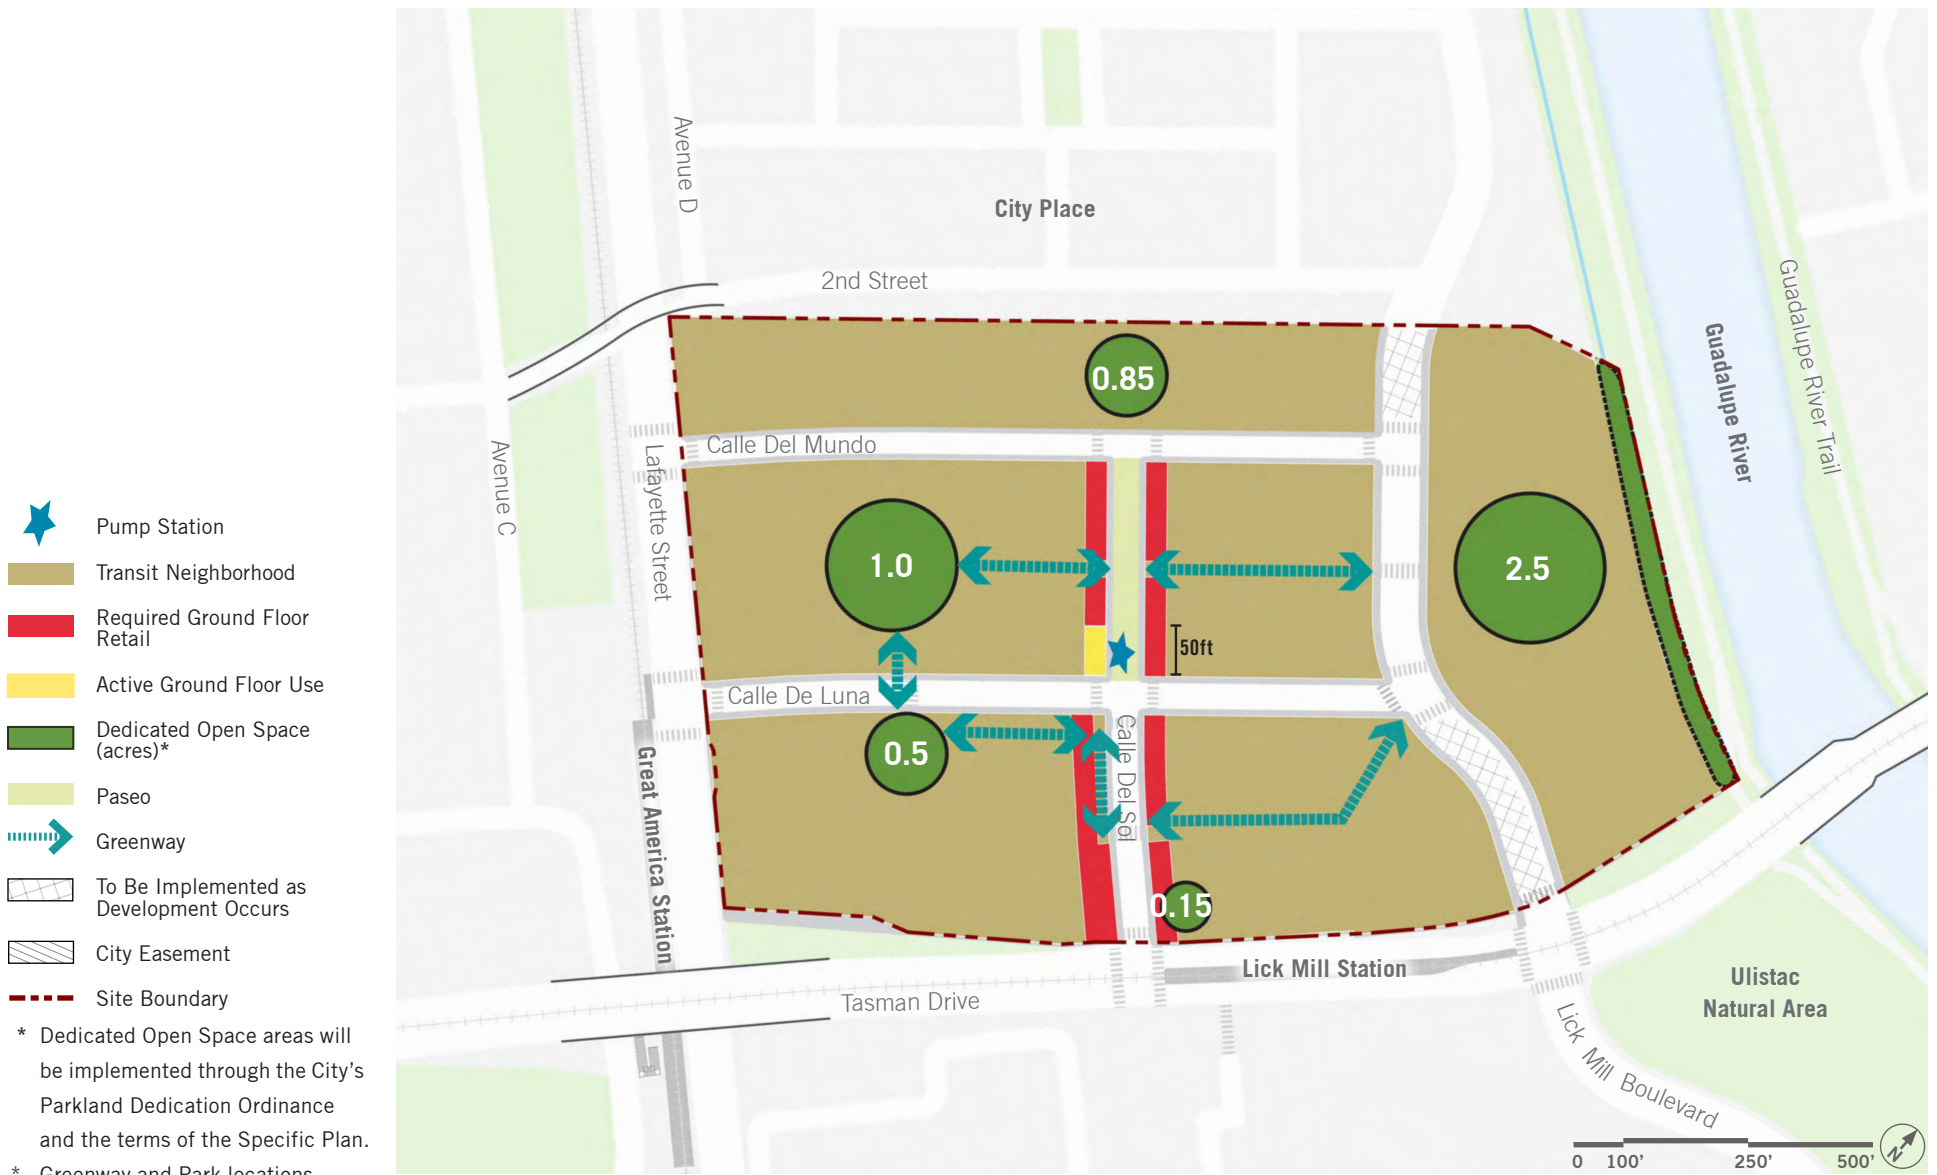 Pump Station
Transit Neighborhood
Required Ground Floor
Retail
Active Ground Floor Use
Dedicated Open Space
(acres)*
Paseo
Greenway
To Be Implemented as
Development Occurs
City Easement
Site Boundary
* Dedicated Open Space areas will
be implemented through the City's
Parkland Dedication Ordinance
and the terms of the Specific Plan.
* Greenway and Park locations
Avenue D
City Place
2nd Street
Guadalupe River Trail
Guadalupe River
0.85
Calle Del Mundo
Avenue C
Lafayette Street
1.0
2.5
50ft
Calle De Luna
0.5
Calle Del Sol
Great America Station
0.15
Lick Mill Station
Tasman Drive
Ulistac
Natural Area
Lick Mill Boulevard
0 100' 250' 500'
N